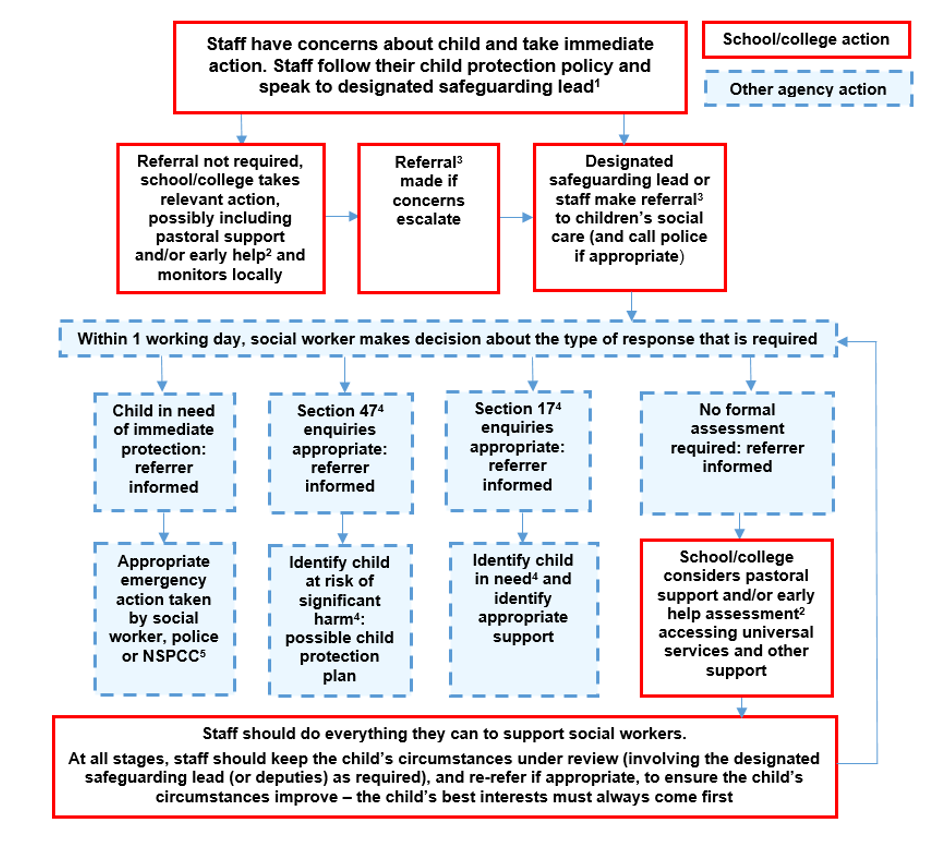 Staff have concerns about child and take immediate
action. Staff follow their child protection policy and
speak to designated safeguarding lead¹
School/college action
Other agency action
Referral not required,
school/college takes
relevant action,
possibly including
pastoral support
and/or early help² and
monitors locally
Referral³
made if
concerns
escalate
Designated
safeguarding lead or
staff make referral³
to children’s social
care (and call police
if appropriate)
Within 1 working day, social worker makes decision about the type of response that is required
Child in need
of immediate
protection:
referrer
informed
Section 47⁴
enquiries
appropriate:
referrer
informed
Section 17⁴
enquiries
appropriate:
referrer
informed
No formal
assessment
required: referrer
informed
Appropriate
emergency
action taken
by social
worker, police
or NSPCC⁵
Identify child
at risk of
significant
harm⁴:
possible child
protection
plan
Identify child
in need⁴ and
identify
appropriate
support
School/college
considers pastoral
support and/or early
help assessment²
accessing universal
services and other
support
Staff should do everything they can to support social workers.
At all stages, staff should keep the child’s circumstances under review (involving the designated
safeguarding lead (or deputies) as required), and re-refer if appropriate, to ensure the child’s
circumstances improve – the child’s best interests must always come first